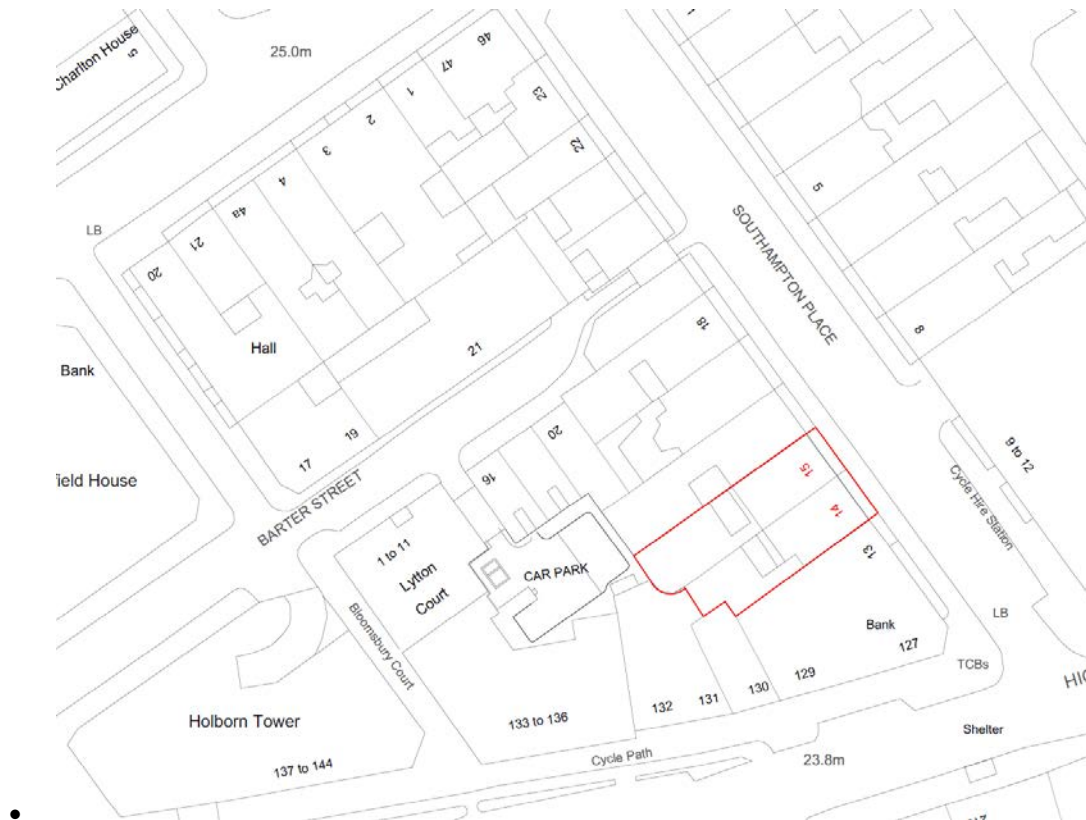 Charlton House
5
25.0m
46
47
1
2
3
4
4a
21
20
23
22
LB
Hall
Bank
21
19
17
field House
BARTER STREET
SOUTHAMPTON PLACE
5
8
9 to 12
18
20
16
15
14
13
Cycle Hire Station
1 to 11
Lytton
Court
CAR PARK
Bloomsbury Court
Bank
127
129
130
131
132
133 to 136
LB
TCBs
HIG
Shelter
Holborn Tower
137 to 144
Cycle Path
23.8m